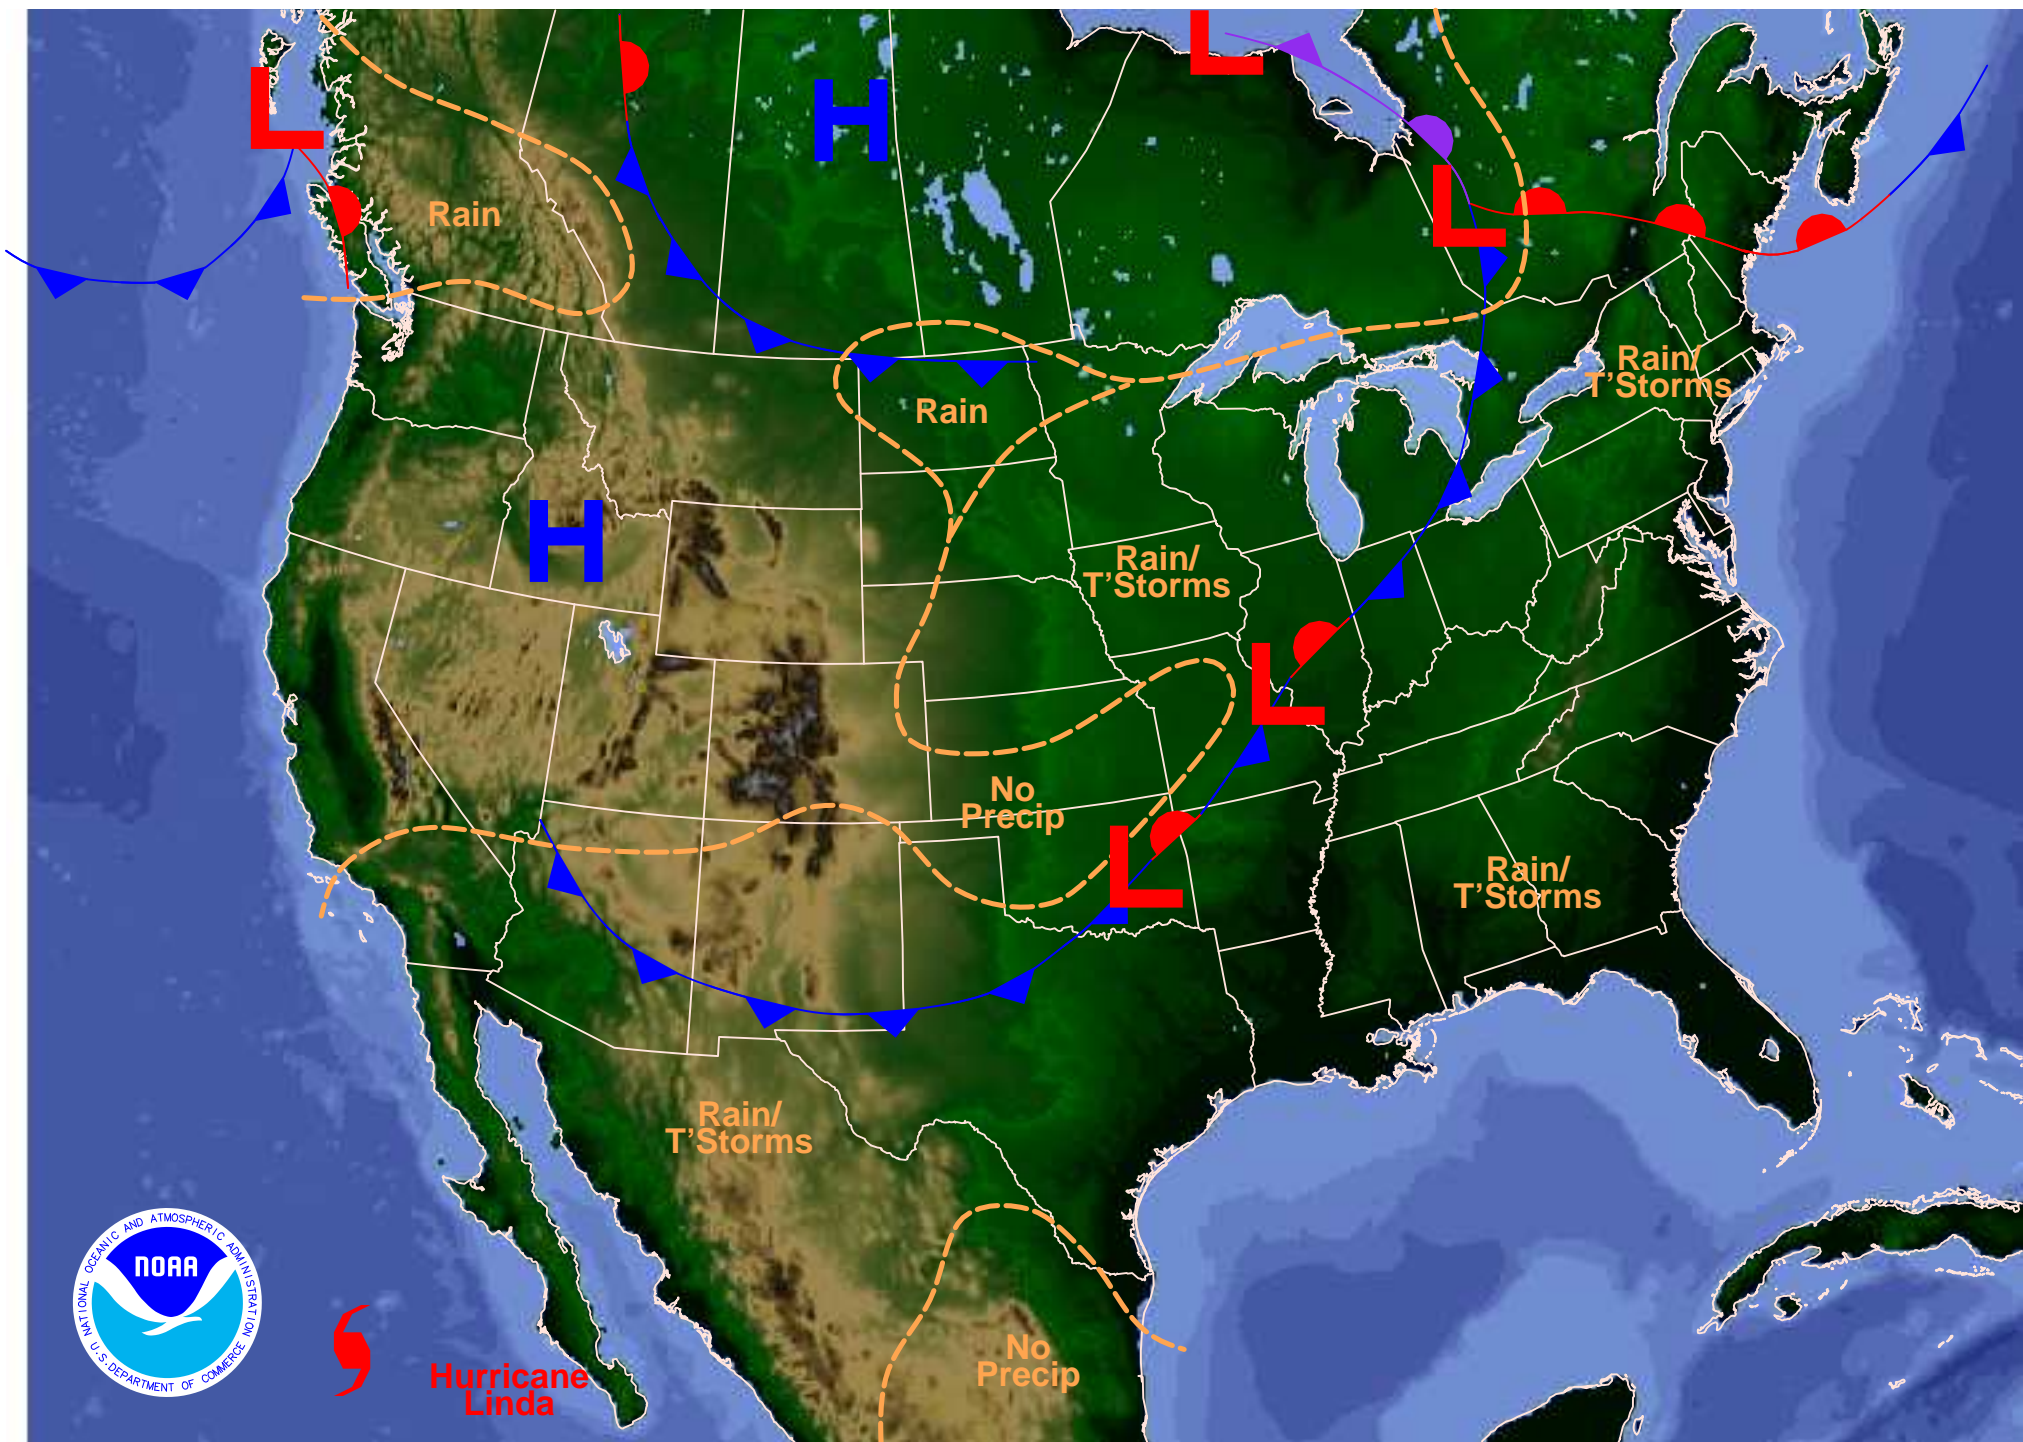 L
L
H
L
Rain
Rain/
T'Storms
Rain
H
Rain/
T'Storms
L
No
Precip
L
Rain/
T'Storms
Rain/
T'Storms
NATIONAL OCEANIC AND ATMOSPHERIC ADMINISTRATION
NOAA
U.S. DEPARTMENT OF COMMERCE
Hurricane
Linda
No
Precip